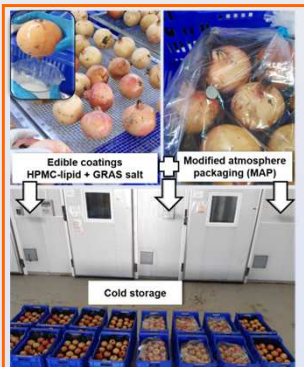 Edible coatings
HPMC-lipid + GRAS salt
Modified atmosphere
packaging (MAP)
Cold storage